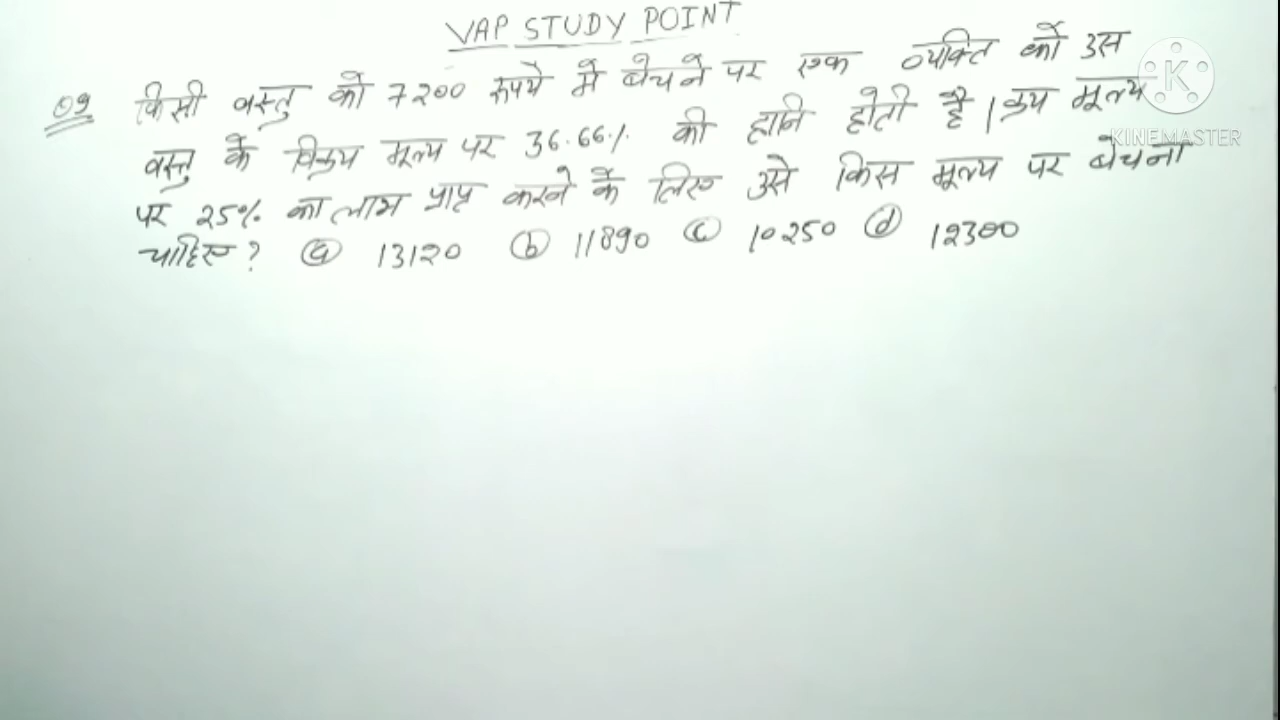 VAP STUDY POINT
09 किसी वस्तु को 7200 रुपये में बेचने पर एक व्यक्ति को उस
वस्तु के विक्रय मूल्य पर 36.66% की हानि होती है। क्रय मूल्य
पर 25% का लाभ प्राप्त करने के लिए उसे किस मूल्य पर बेचना
चाहिए? (a) 13120 (b) 11890 (c) 10250 (d) 12300
K
KINEMASTER